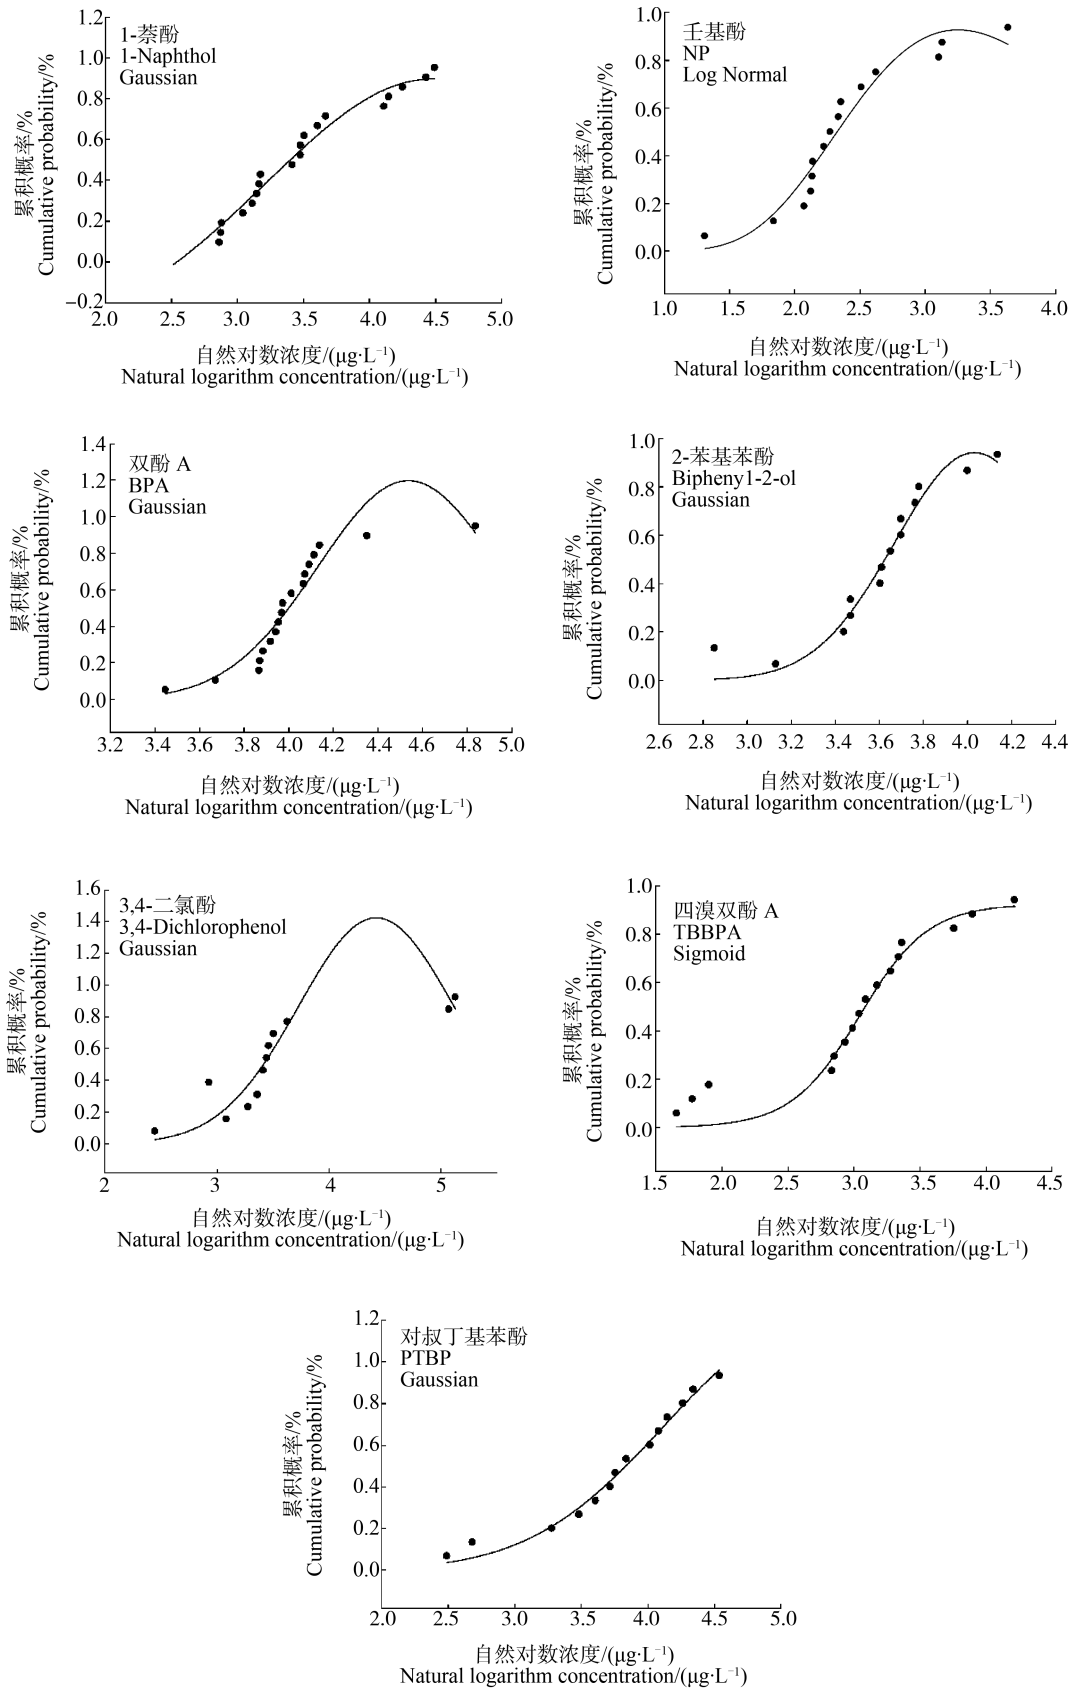 1.2
1.0
0.8
0.6
0.4
0.2
0.0
−0.2
累积概率/%
Cumulative probability/%
1-萘酚
1-Naphthol
Gaussian
2.0 2.5 3.0 3.5 4.0 4.5 5.0
自然对数浓度/(μg·L⁻¹)
Natural logarithm concentration/(μg·L⁻¹)
1.0
0.8
0.6
0.4
0.2
0.0
累积概率/%
Cumulative probability/%
壬基酚
NP
Log Normal
1.0 1.5 2.0 2.5 3.0 3.5 4.0
自然对数浓度/(μg·L⁻¹)
Natural logarithm concentration/(μg·L⁻¹)
1.4
1.2
1.0
0.8
0.6
0.4
0.2
0.0
累积概率/%
Cumulative probability/%
双酚 A
BPA
Gaussian
3.2 3.4 3.6 3.8 4.0 4.2 4.4 4.6 4.8 5.0
自然对数浓度/(μg·L⁻¹)
Natural logarithm concentration/(μg·L⁻¹)
1.0
0.8
0.6
0.4
0.2
0.0
累积概率/%
Cumulative probability/%
2-苯基苯酚
Bipheny1-2-ol
Gaussian
2.6 2.8 3.0 3.2 3.4 3.6 3.8 4.0 4.2 4.4
自然对数浓度/(μg·L⁻¹)
Natural logarithm concentration/(μg·L⁻¹)
1.6
1.4
1.2
1.0
0.8
0.6
0.4
0.2
0.0
累积概率/%
Cumulative probability/%
3,4-二氯酚
3,4-Dichlorophenol
Gaussian
2 3 4 5
自然对数浓度/(μg·L⁻¹)
Natural logarithm concentration/(μg·L⁻¹)
1.0
0.8
0.6
0.4
0.2
0.0
累积概率/%
Cumulative probability/%
四溴双酚 A
TBBPA
Sigmoid
1.5 2.0 2.5 3.0 3.5 4.0 4.5
自然对数浓度/(μg·L⁻¹)
Natural logarithm concentration/(μg·L⁻¹)
1.2
1.0
0.8
0.6
0.4
0.2
0.0
累积概率/%
Cumulative probability/%
对叔丁基苯酚
PTBP
Gaussian
2.0 2.5 3.0 3.5 4.0 4.5 5.0
自然对数浓度/(μg·L⁻¹)
Natural logarithm concentration/(μg·L⁻¹)